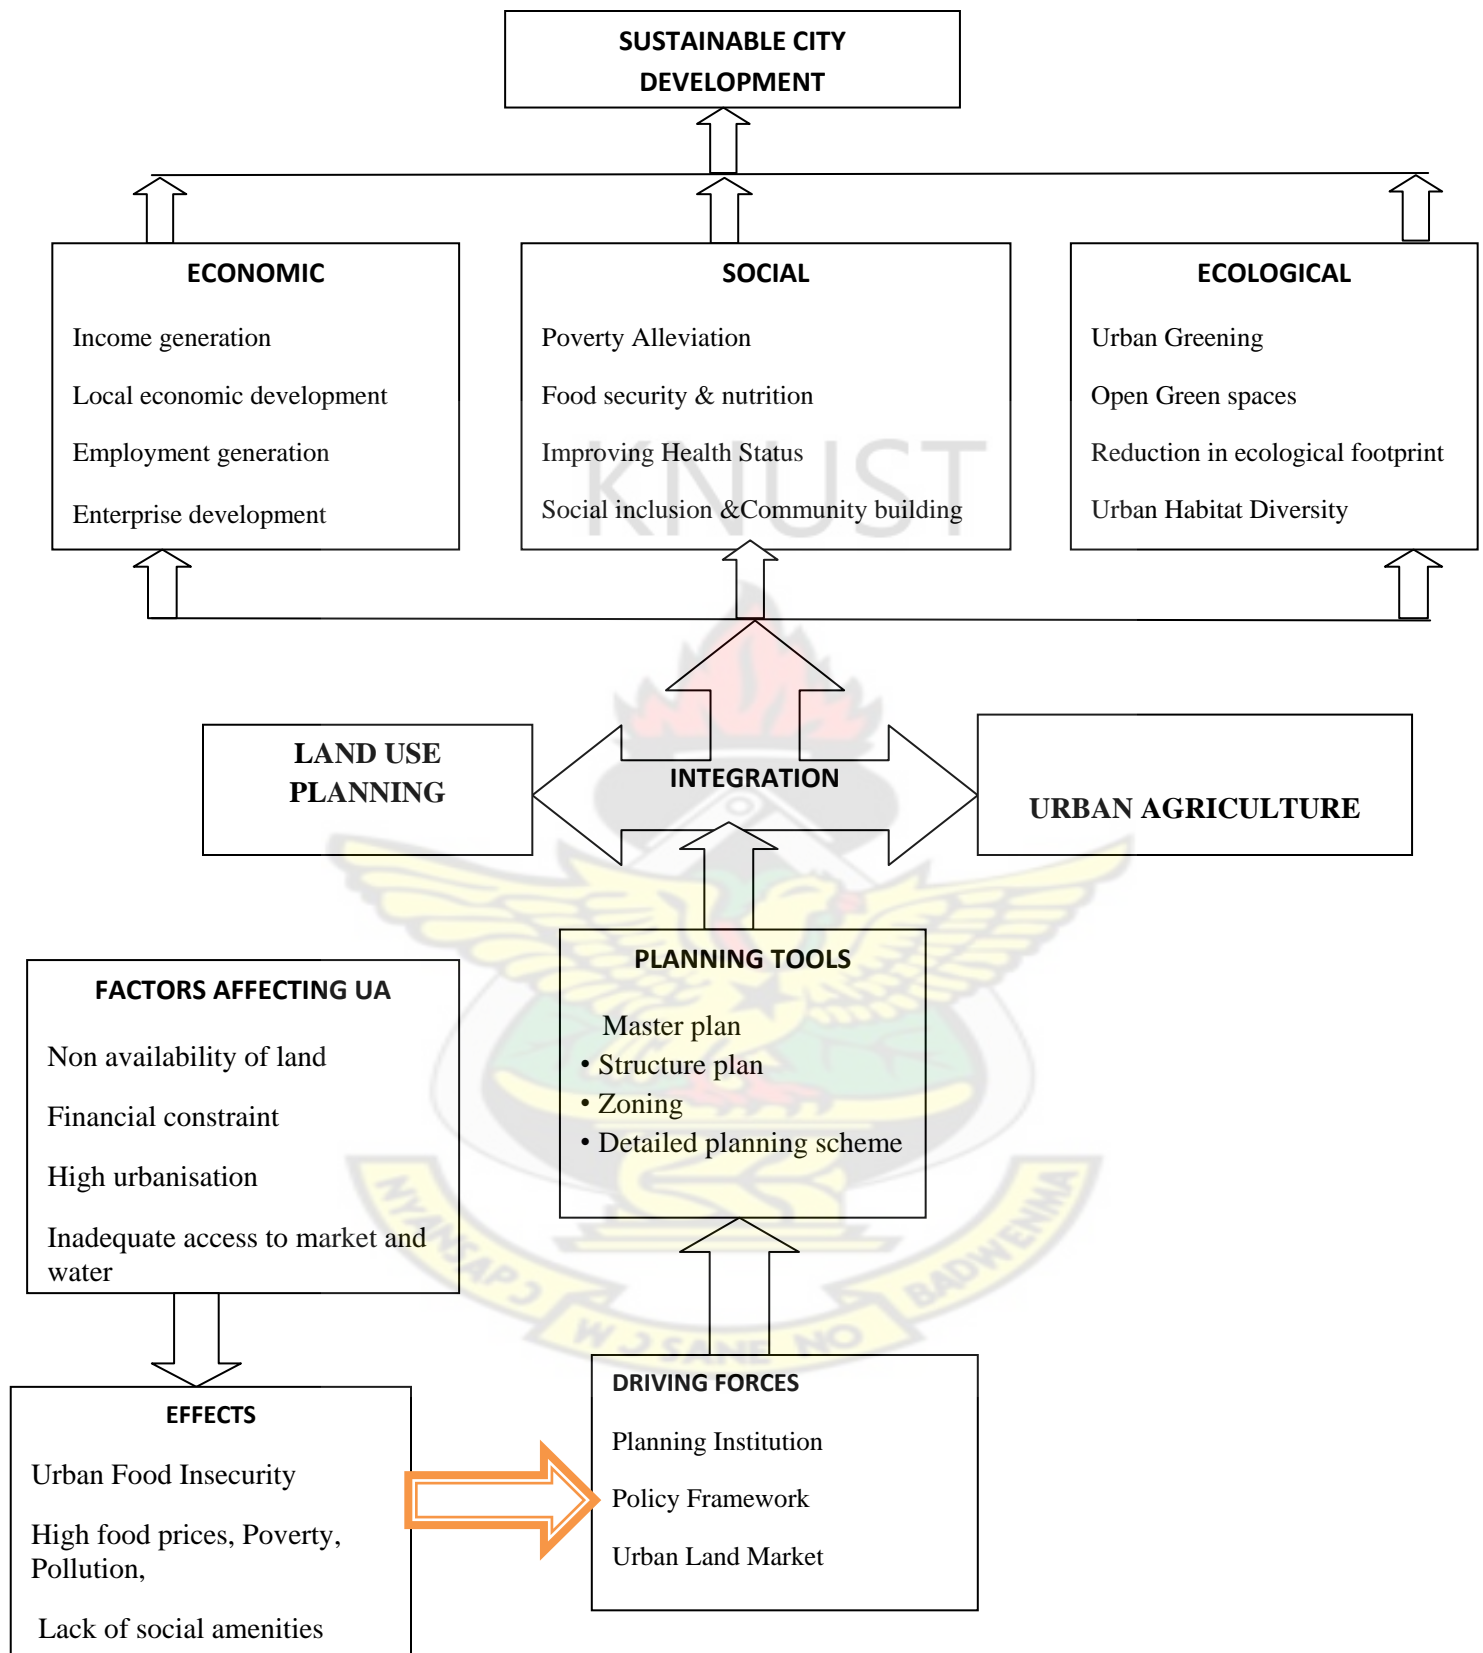 SUSTAINABLE CITY
DEVELOPMENT
ECONOMIC
Income generation
Local economic development
Employment generation
Enterprise development
SOCIAL
Poverty Alleviation
Food security & nutrition
Improving Health Status
Social inclusion &Community building
ECOLOGICAL
Urban Greening
Open Green spaces
Reduction in ecological footprint
Urban Habitat Diversity
KNUST
LAND USE
PLANNING
INTEGRATION
URBAN AGRICULTURE
PLANNING TOOLS
Master plan
• Structure plan
• Zoning
• Detailed planning scheme
FACTORS AFFECTING UA
Non availability of land
Financial constraint
High urbanisation
Inadequate access to market and
water
NYANSAPƆ
W Ɔ SANE NO
BADWENMA
EFFECTS
Urban Food Insecurity
High food prices, Poverty,
Pollution,
Lack of social amenities
DRIVING FORCES
Planning Institution
Policy Framework
Urban Land Market